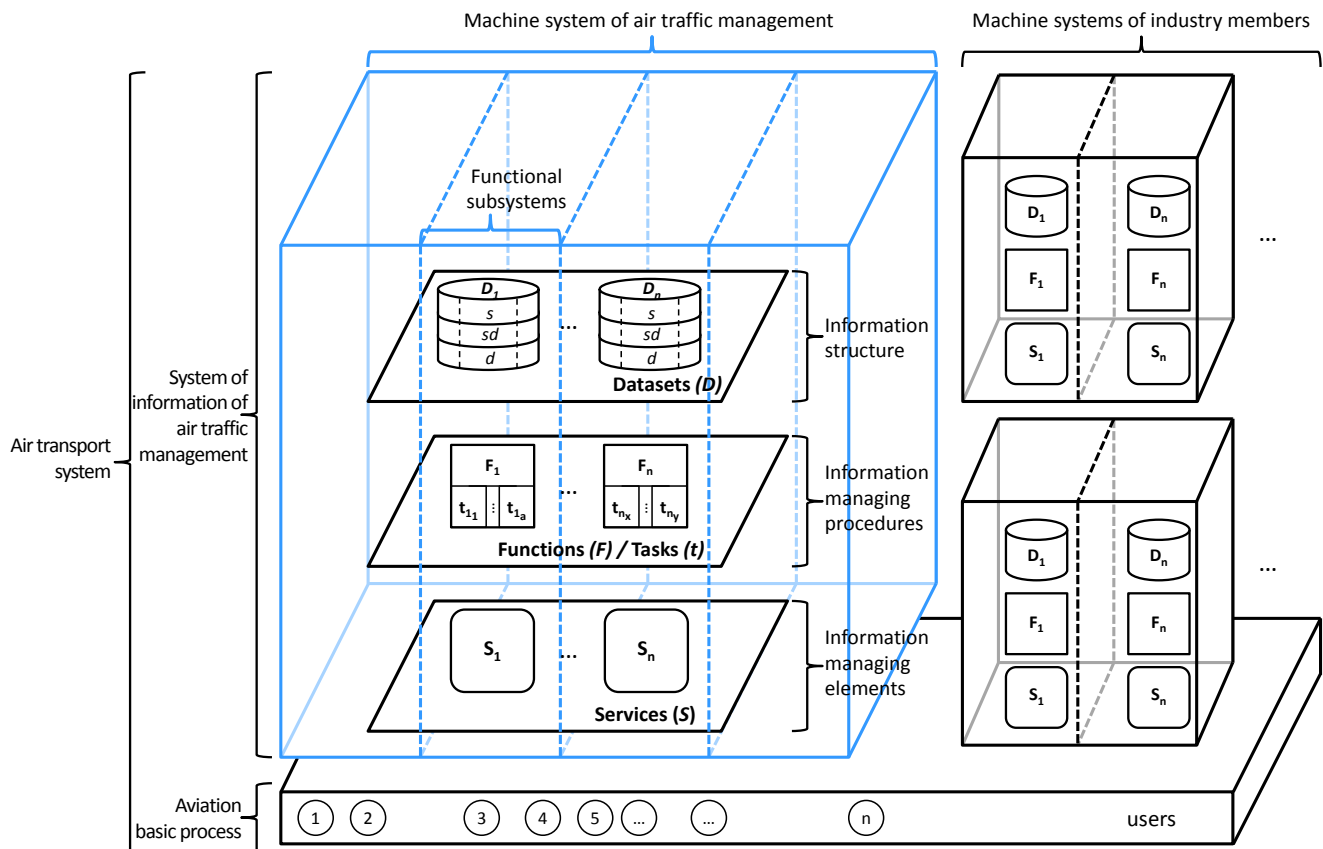 Machine system of air traffic management
Machine systems of industry members
Functional
subsystems
D₁
s
sd
d
...
Dₙ
s
sd
d
Datasets (D)
Information
structure
F₁
t₁₁
⋮
t₁ₐ
...
Fₙ
tₙₓ
⋮
tₙᵧ
Functions (F) / Tasks (t)
Information
managing
procedures
S₁
...
Sₙ
Services (S)
Information
managing
elements
System of
information of
air traffic
management
Air transport
system
Aviation
basic process
D₁
Dₙ
F₁
Fₙ
S₁
Sₙ
...
D₁
Dₙ
F₁
Fₙ
S₁
Sₙ
...
1 2 3 4 5 ... ... n users